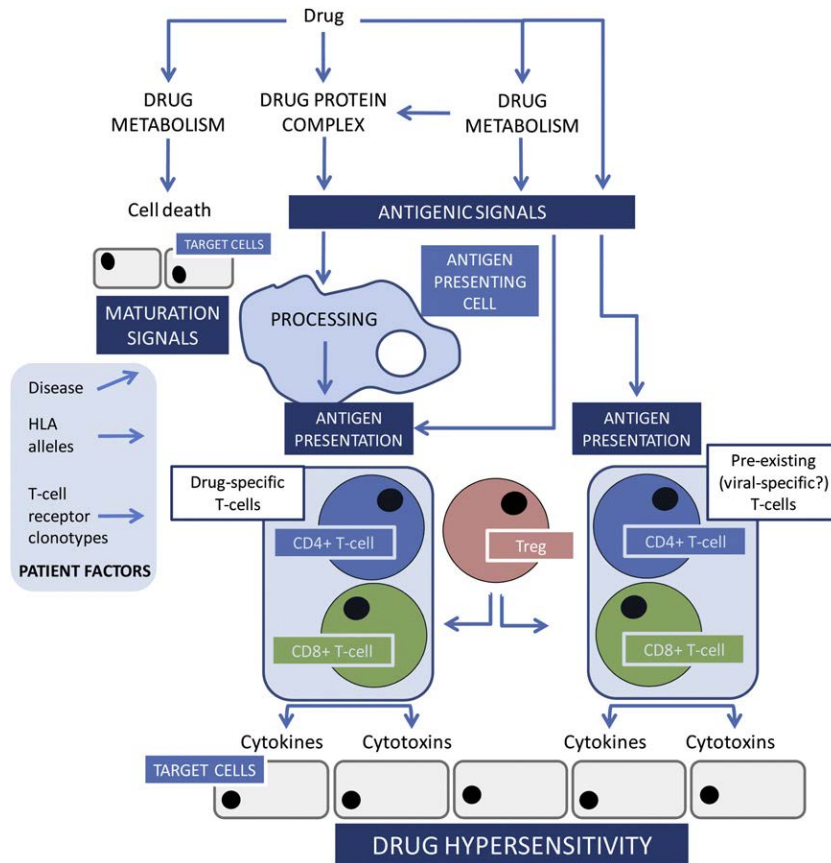 Drug
DRUG
METABOLISM
DRUG PROTEIN
COMPLEX
DRUG
METABOLISM
Cell death
ANTIGENIC SIGNALS
TARGET CELLS
ANTIGEN
PRESENTING
CELL
MATURATION
SIGNALS
PROCESSING
Disease
HLA
alleles
T-cell
receptor
clonotypes
PATIENT FACTORS
ANTIGEN
PRESENTATION
ANTIGEN
PRESENTATION
Drug-specific
T-cells
Pre-existing
(viral-specific?)
T-cells
CD4+ T-cell
Treg
CD4+ T-cell
CD8+ T-cell
CD8+ T-cell
Cytokines
Cytotoxins
Cytokines
Cytotoxins
TARGET CELLS
DRUG HYPERSENSITIVITY